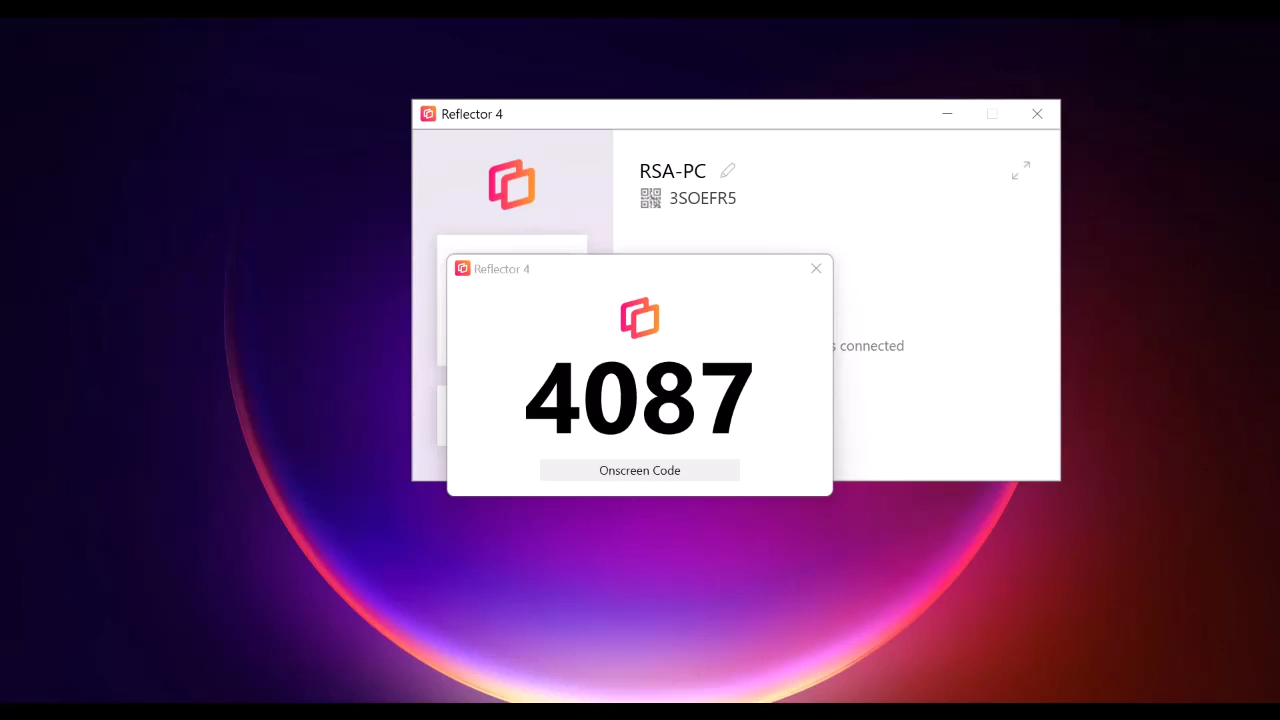 Reflector 4
RSA-PC
3SOEFR5
Reflector 4
connected
4087
Onscreen Code